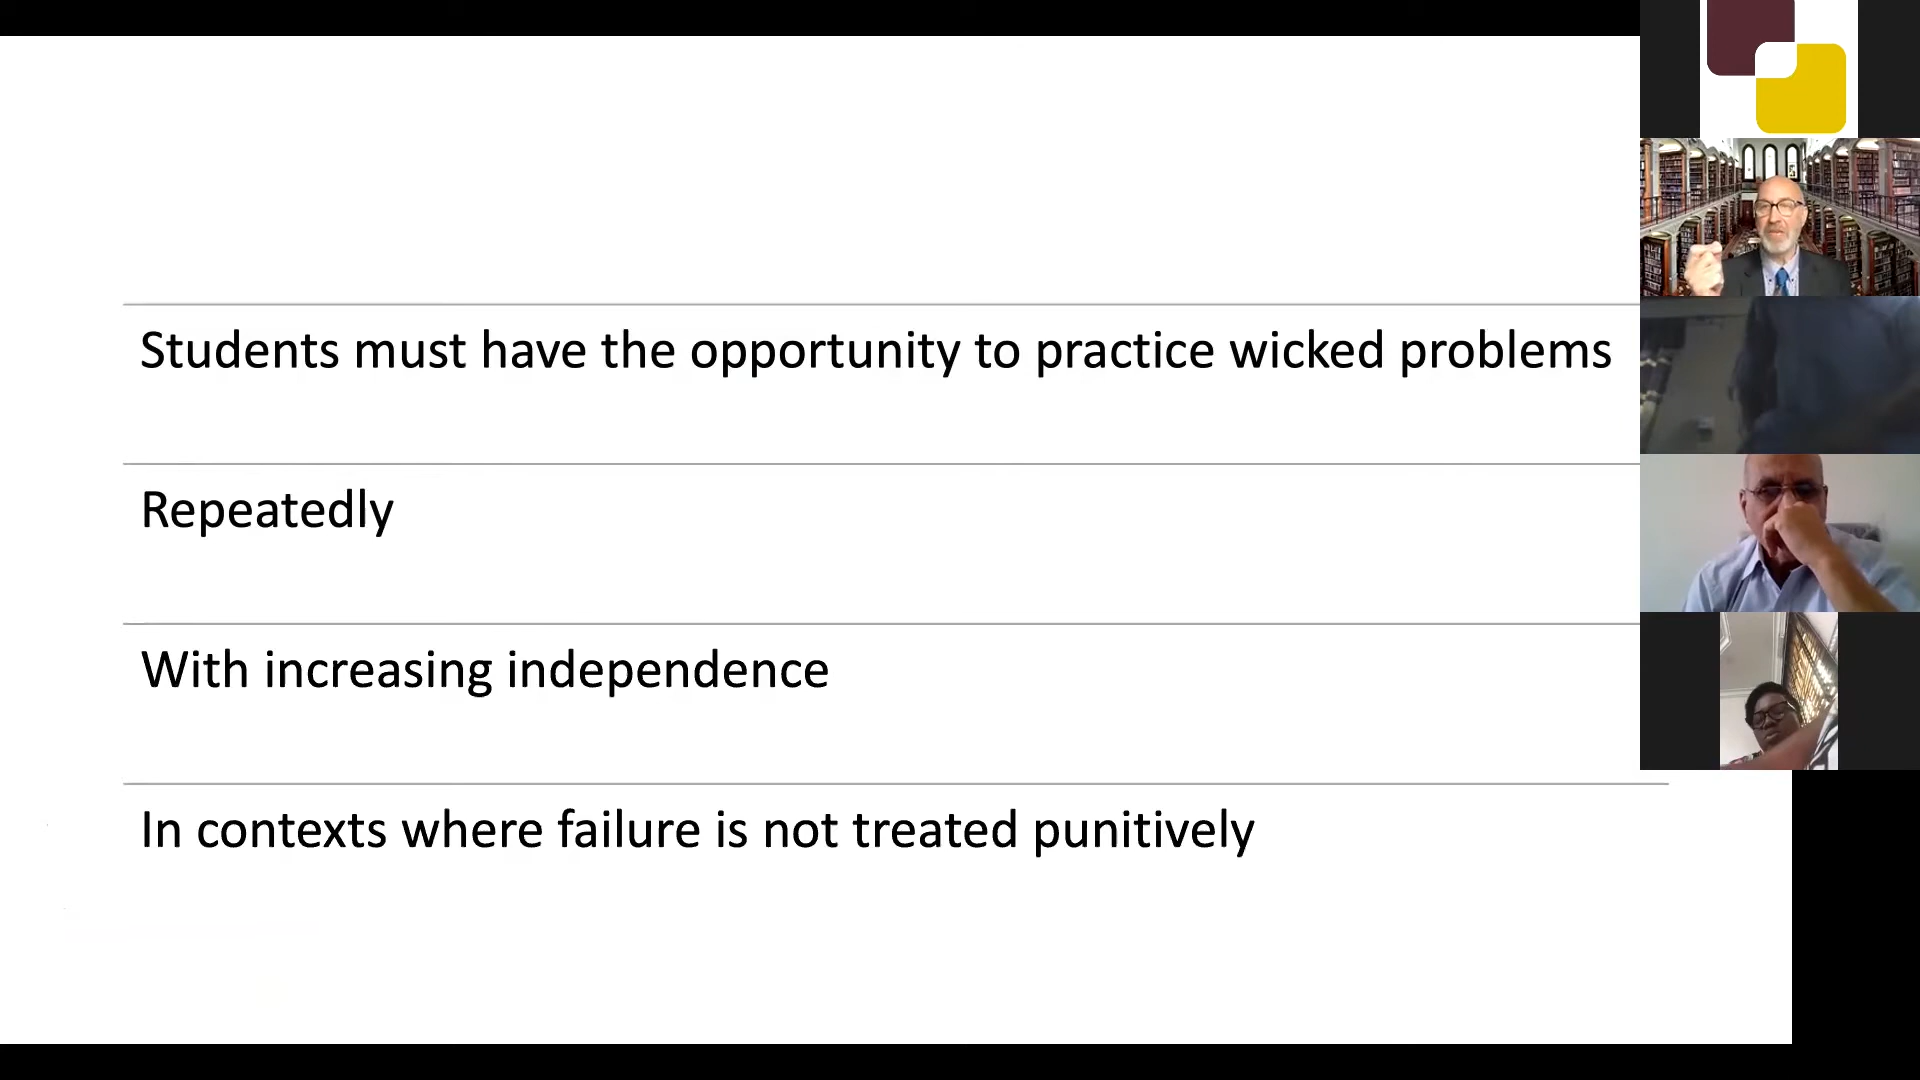 Students must have the opportunity to practice wicked problems
Repeatedly
With increasing independence
In contexts where failure is not treated punitively